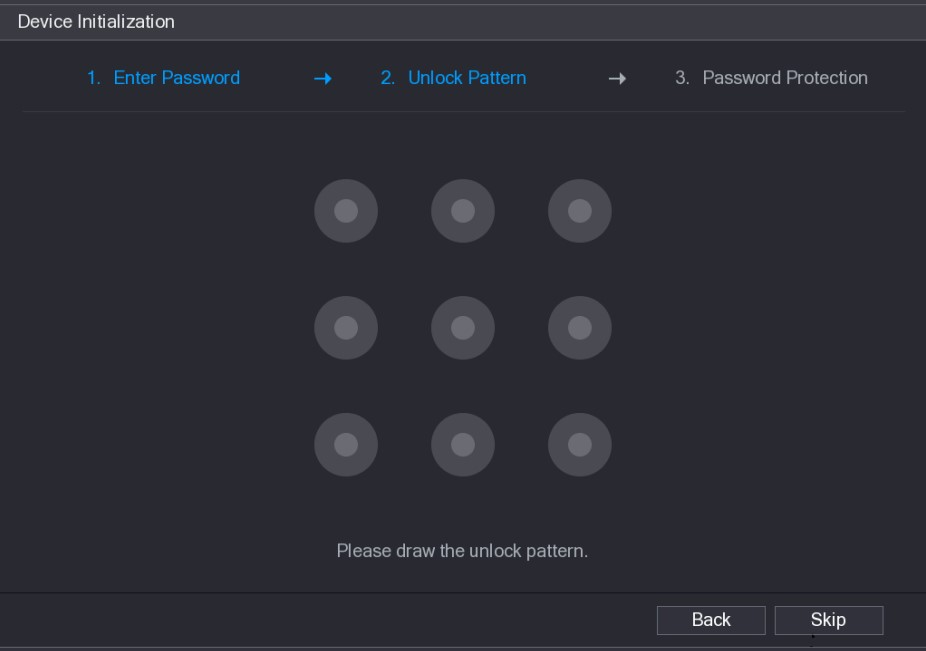 Device Initialization
1. Enter Password → 2. Unlock Pattern → 3. Password Protection
Please draw the unlock pattern.
Back Skip